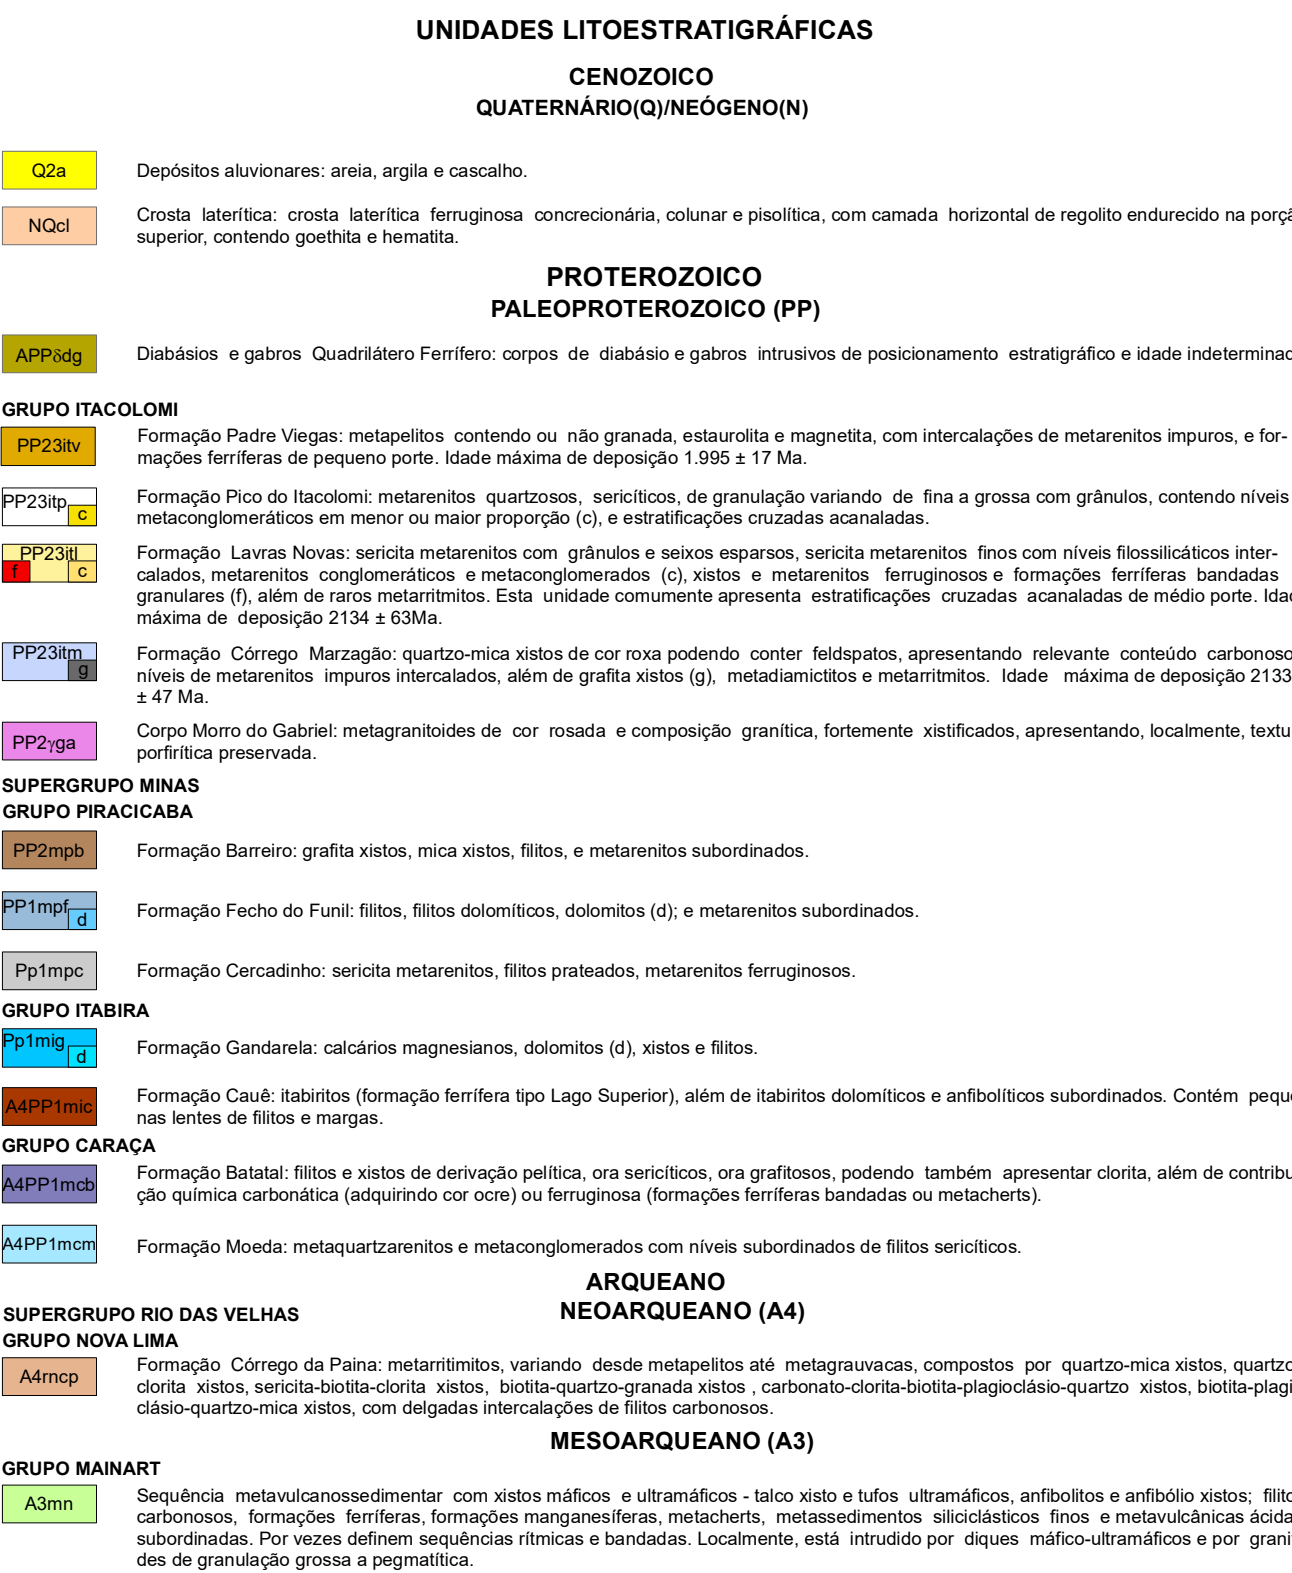 UNIDADES LITOESTRATIGRÁFICAS
CENOZOICO
QUATERNÁRIO(Q)/NEÓGENO(N)
Q2a Depósitos aluvionares: areia, argila e cascalho.
NQcl Crosta laterítica: crosta laterítica ferruginosa concrecionária, colunar e pisolítica, com camada horizontal de regolito endurecido na porçã
superior, contendo goethita e hematita.
PROTEROZOICO
PALEOPROTEROZOICO (PP)
APPδdg Diabásios e gabros Quadrilátero Ferrífero: corpos de diabásio e gabros intrusivos de posicionamento estratigráfico e idade indeterminad
GRUPO ITACOLOMI
PP23itv Formação Padre Viegas: metapelitos contendo ou não granada, estaurolita e magnetita, com intercalações de metarenitos impuros, e for-
mações ferríferas de pequeno porte. Idade máxima de deposição 1.995 ± 17 Ma.
PP23itp c Formação Pico do Itacolomi: metarenitos quartzosos, sericíticos, de granulação variando de fina a grossa com grânulos, contendo níveis
metaconglomeráticos em menor ou maior proporção (c), e estratificações cruzadas acanaladas.
PP23itl f c Formação Lavras Novas: sericita metarenitos com grânulos e seixos esparsos, sericita metarenitos finos com níveis filossilicáticos inter-
calados, metarenitos conglomeráticos e metaconglomerados (c), xistos e metarenitos ferruginosos e formações ferríferas bandadas
granulares (f), além de raros metarritmitos. Esta unidade comumente apresenta estratificações cruzadas acanaladas de médio porte. Idad
máxima de deposição 2134 ± 63Ma.
PP23itm g Formação Córrego Marzagão: quartzo-mica xistos de cor roxa podendo conter feldspatos, apresentando relevante conteúdo carbonoso
níveis de metarenitos impuros intercalados, além de grafita xistos (g), metadiamictitos e metarritmitos. Idade máxima de deposição 2133
± 47 Ma.
PP2γga Corpo Morro do Gabriel: metagranitoides de cor rosada e composição granítica, fortemente xistificados, apresentando, localmente, textu
porfirítica preservada.
SUPERGRUPO MINAS
GRUPO PIRACICABA
PP2mpb Formação Barreiro: grafita xistos, mica xistos, filitos, e metarenitos subordinados.
PP1mpf d Formação Fecho do Funil: filitos, filitos dolomíticos, dolomitos (d); e metarenitos subordinados.
Pp1mpc Formação Cercadinho: sericita metarenitos, filitos prateados, metarenitos ferruginosos.
GRUPO ITABIRA
Pp1mig d Formação Gandarela: calcários magnesianos, dolomitos (d), xistos e filitos.
A4PP1mic Formação Cauê: itabiritos (formação ferrífera tipo Lago Superior), além de itabiritos dolomíticos e anfibolíticos subordinados. Contém peque
nas lentes de filitos e margas.
GRUPO CARAÇA
A4PP1mcb Formação Batatal: filitos e xistos de derivação pelítica, ora sericíticos, ora grafitosos, podendo também apresentar clorita, além de contribu
ção química carbonática (adquirindo cor ocre) ou ferruginosa (formações ferríferas bandadas ou metacherts).
A4PP1mcm Formação Moeda: metaquartzarenitos e metaconglomerados com níveis subordinados de filitos sericíticos.
ARQUEANO
NEOARQUEANO (A4)
SUPERGRUPO RIO DAS VELHAS
GRUPO NOVA LIMA
A4rncp Formação Córrego da Paina: metarritimitos, variando desde metapelitos até metagrauvacas, compostos por quartzo-mica xistos, quartzo
clorita xistos, sericita-biotita-clorita xistos, biotita-quartzo-granada xistos , carbonato-clorita-biotita-plagioclásio-quartzo xistos, biotita-plagi
clásio-quartzo-mica xistos, com delgadas intercalações de filitos carbonosos.
MESOARQUEANO (A3)
GRUPO MAINART
A3mn Sequência metavulcanossedimentar com xistos máficos e ultramáficos - talco xisto e tufos ultramáficos, anfibolitos e anfibólio xistos; filito
carbonosos, formações ferríferas, formações manganesíferas, metacherts, metassedimentos siliciclásticos finos e metavulcânicas ácida
subordinadas. Por vezes definem sequências rítmicas e bandadas. Localmente, está intrudido por diques máfico-ultramáficos e por granit
des de granulação grossa a pegmatítica.